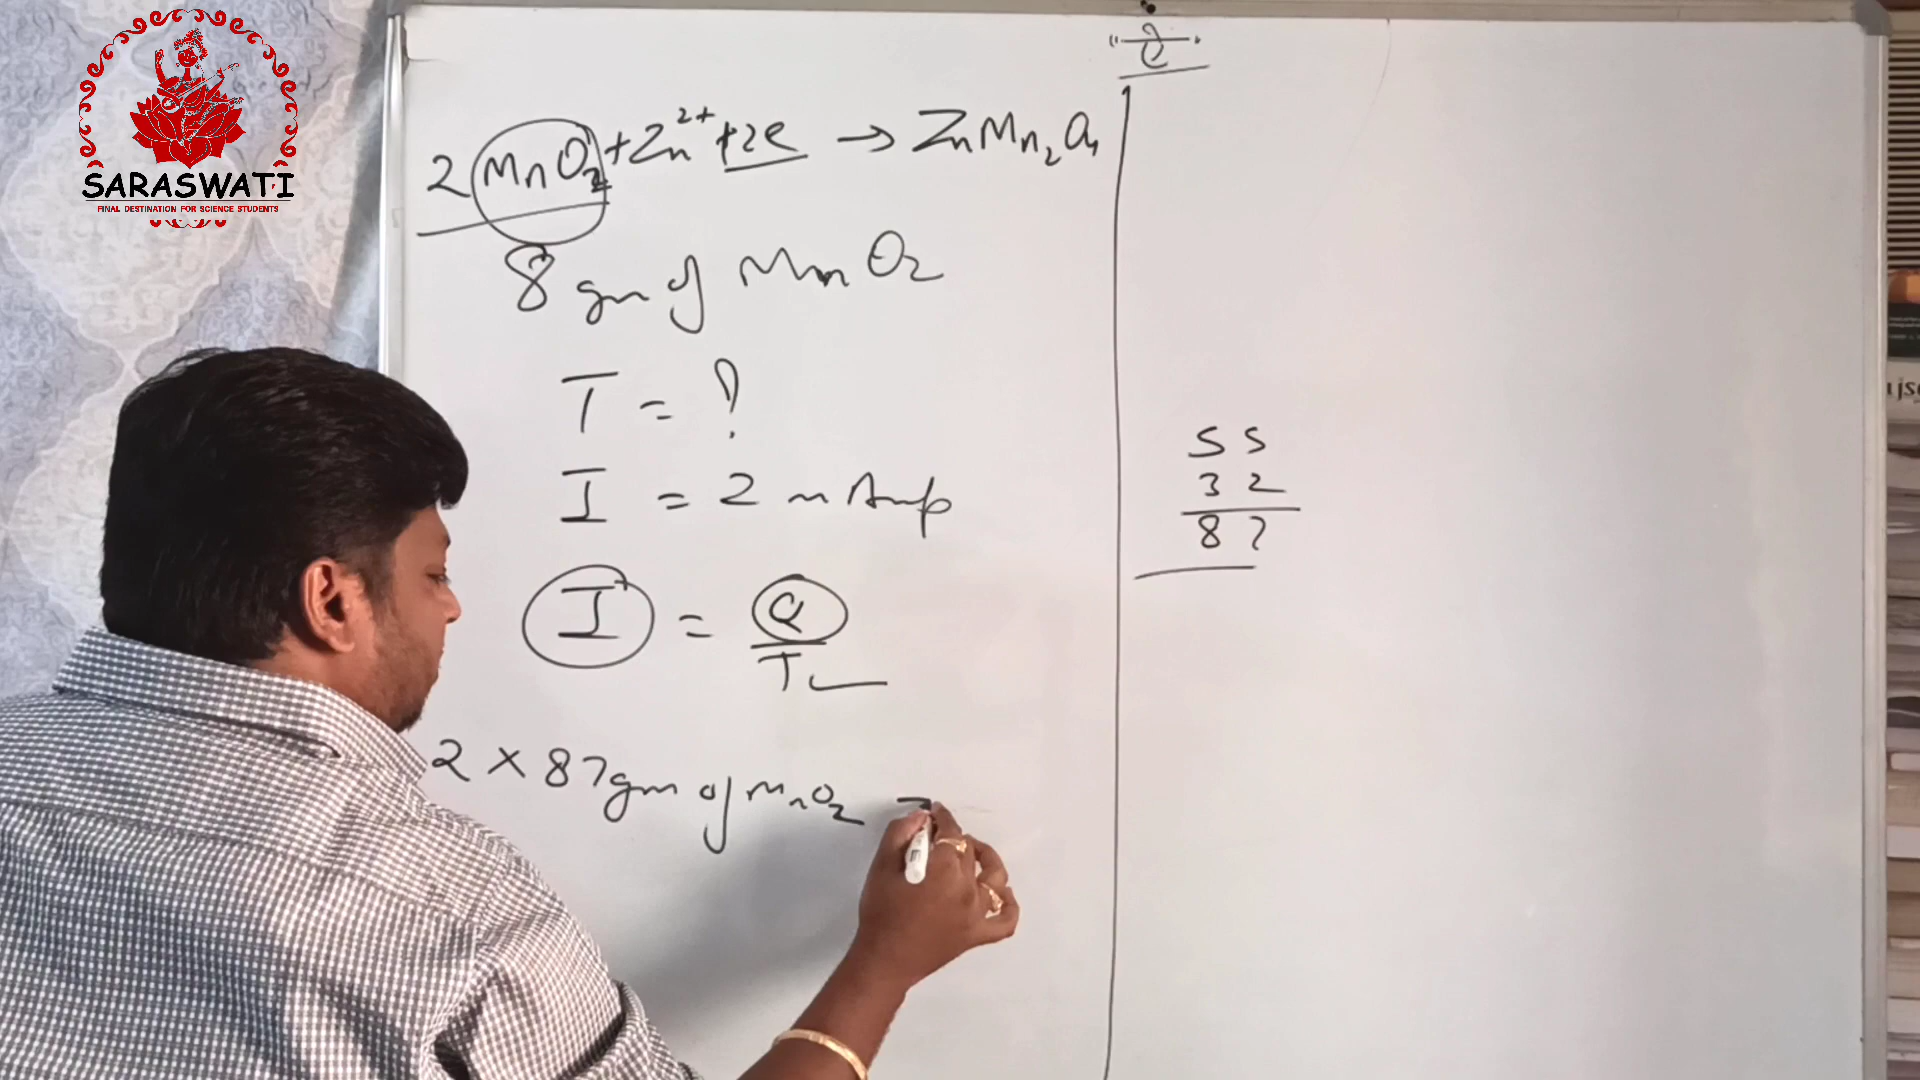 SARASWATI
FINAL DESTINATION FOR SCIENCE STUDENTS
2 MnO2 + Zn2+ + 2e → ZnMn2O4
8 gm of MnO2
T = ?
I = 2 m Amp
I = Q/T
2 × 87 gm of MnO2 =
55
32
87